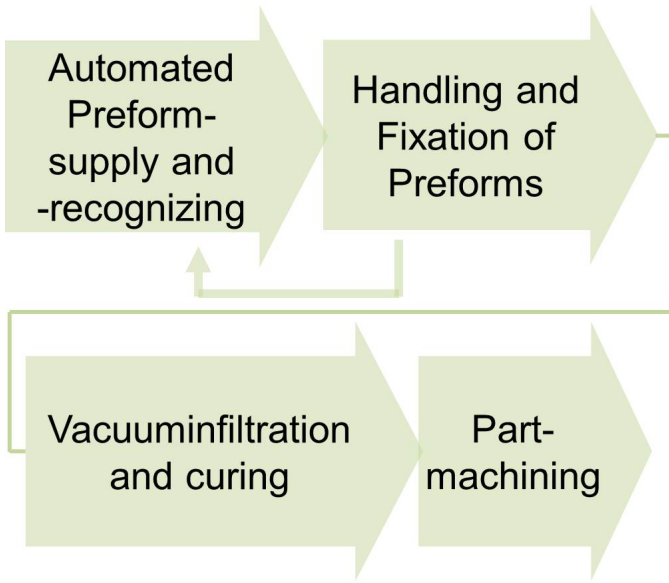 Automated
Preform-
supply and
-recognizing
Handling and
Fixation of
Preforms
Vacuuminfiltration
and curing
Part-
machining